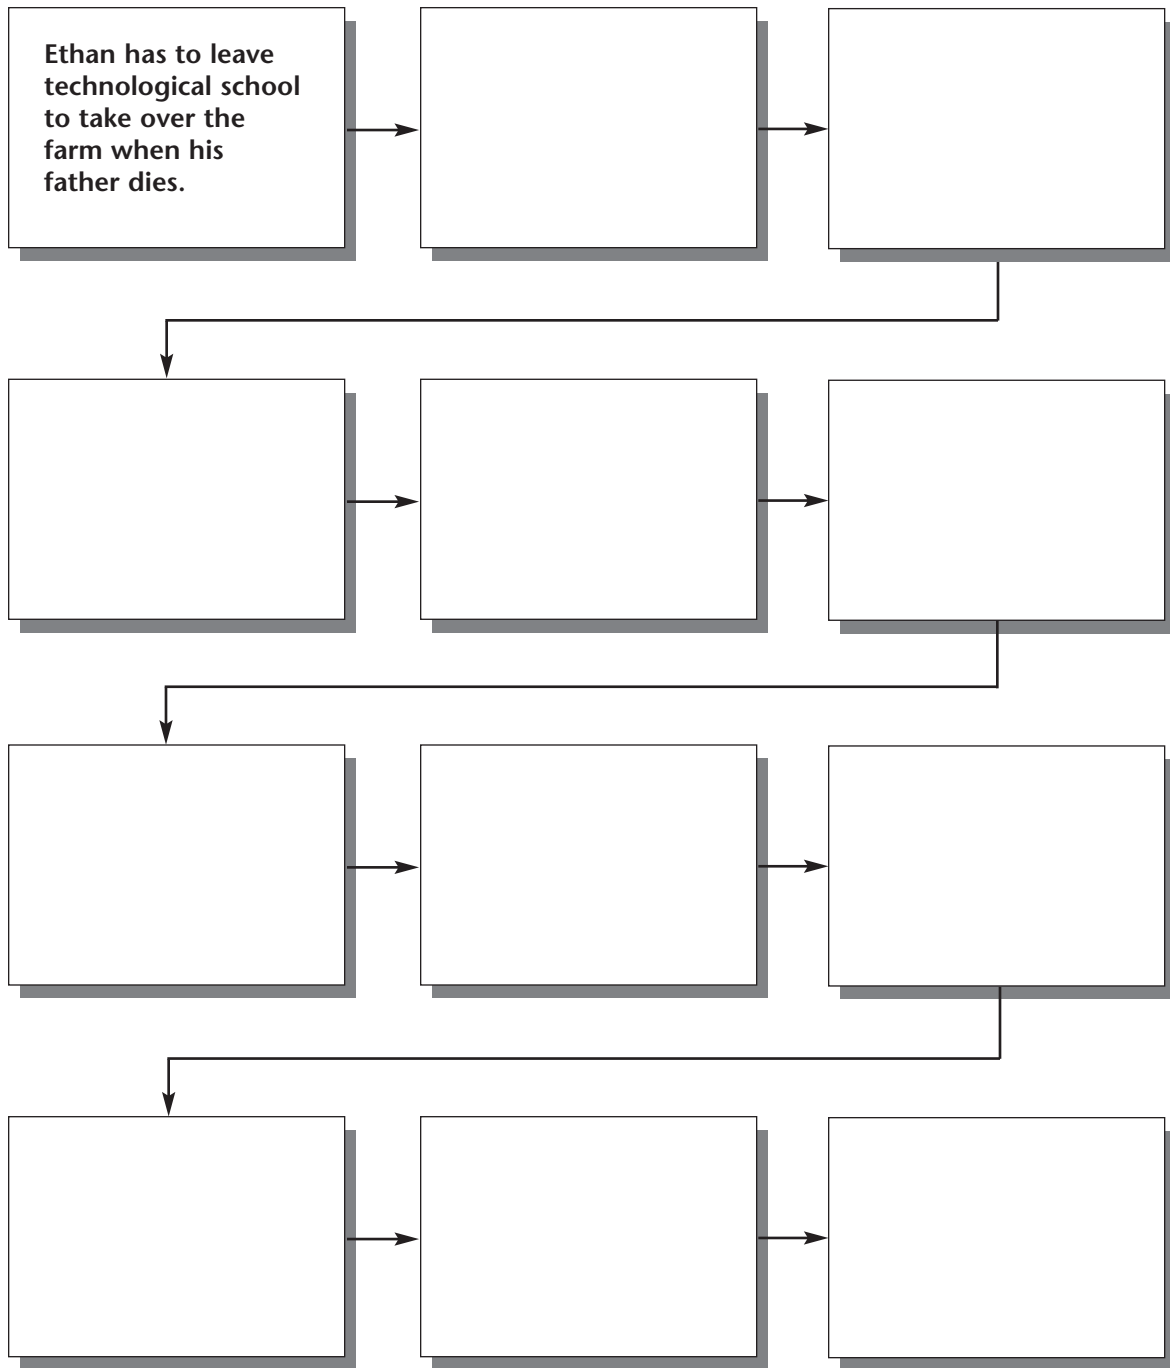 Ethan has to leave
technological school
to take over the
farm when his
father dies.